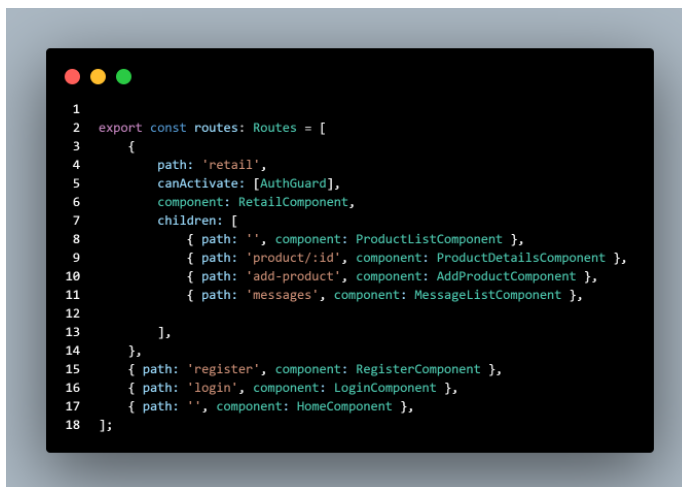 1
2 export const routes: Routes = [
3     {
4         path: 'retail',
5         canActivate: [AuthGuard],
6         component: RetailComponent,
7         children: [
8             { path: '', component: ProductListComponent },
9             { path: 'product/:id', component: ProductDetailsComponent },
10             { path: 'add-product', component: AddProductComponent },
11             { path: 'messages', component: MessageListComponent },
12
13         ],
14     },
15     { path: 'register', component: RegisterComponent },
16     { path: 'login', component: LoginComponent },
17     { path: '', component: HomeComponent },
18 ];